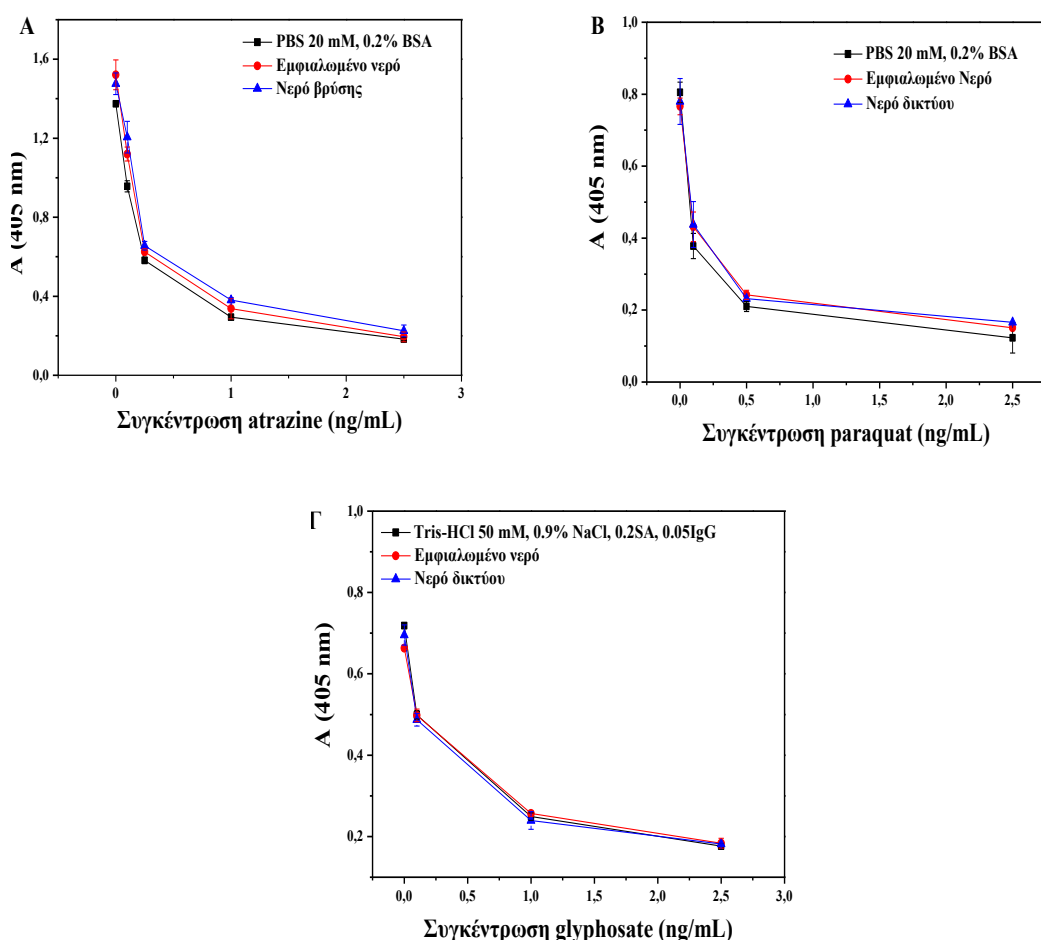 A
PBS 20 mM, 0.2% BSA
Εμφιαλωμένο νερό
Νερό βρύσης
A (405 nm)
1,6
1,2
0,8
0,4
0,0
0 1 2 3
Συγκέντρωση atrazine (ng/mL)
B
PBS 20 mM, 0.2% BSA
Εμφιαλωμένο Νερό
Νερό δικτύου
A (405 nm)
1,0
0,8
0,6
0,4
0,2
0,0
0,0 0,5 1,0 1,5 2,0 2,5
Συγκέντρωση paraquat (ng/mL)
Γ
Tris-HCl 50 mM, 0.9% NaCl, 0.2SA, 0.05IgG
Εμφιαλωμένο νερό
Νερό δικτύου
A (405 nm)
1,0
0,8
0,6
0,4
0,2
0,0 0,5 1,0 1,5 2,0 2,5 3,0
Συγκέντρωση glyphosate (ng/mL)